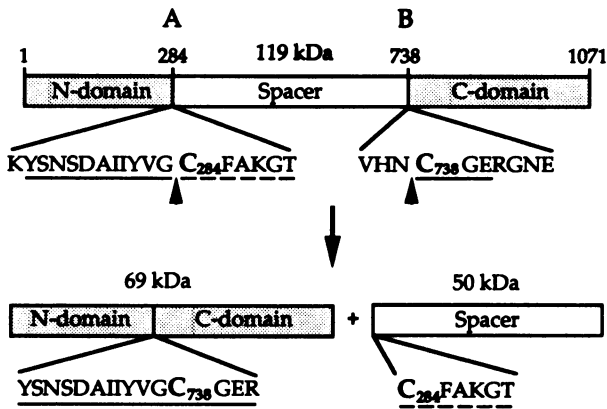 A B
1 284 119 kDa 738 1071
N-domain Spacer C-domain
KYSNSDAIIYVG C284FAKGT VHN C738GERGNE
69 kDa 50 kDa
N-domain C-domain + Spacer
YSNSDAIIYVGC738GER C284FAKGT